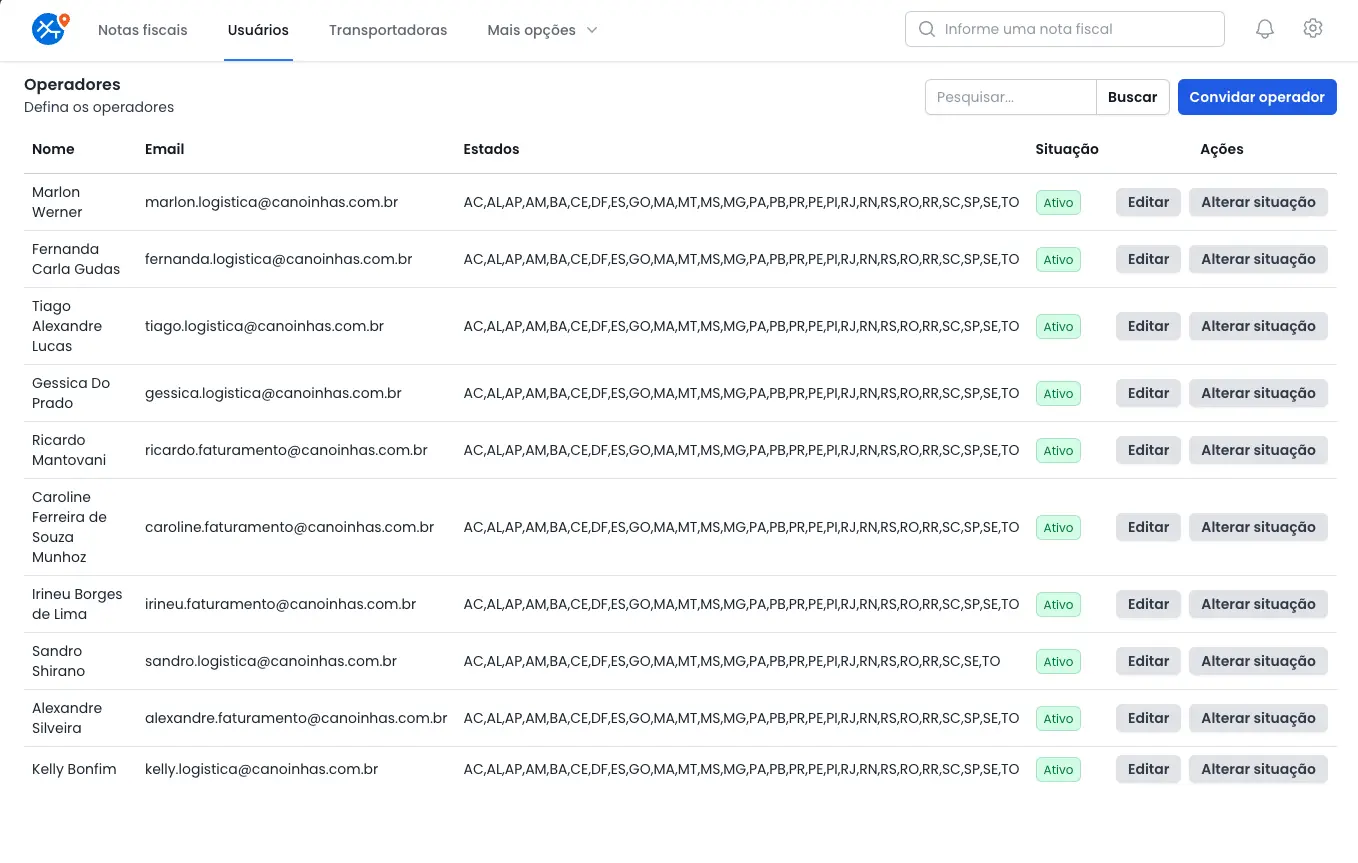 Notas fiscais Usuários Transportadoras Mais opções Informe uma nota fiscal
Operadores
Defina os operadores
Pesquisar... Buscar Convidar operador
Nome Email Estados Situação Ações
Marlon
Werner
marlon.logistica@canoinhas.com.br AC,AL,AP,AM,BA,CE,DF,ES,GO,MA,MT,MS,MG,PA,PB,PR,PE,PI,RJ,RN,RS,RO,RR,SC,SP,SE,TO Ativo Editar Alterar situação
Fernanda
Carla Gudas
fernanda.logistica@canoinhas.com.br AC,AL,AP,AM,BA,CE,DF,ES,GO,MA,MT,MS,MG,PA,PB,PR,PE,PI,RJ,RN,RS,RO,RR,SC,SP,SE,TO Ativo Editar Alterar situação
Tiago
Alexandre
Lucas
tiago.logistica@canoinhas.com.br AC,AL,AP,AM,BA,CE,DF,ES,GO,MA,MT,MS,MG,PA,PB,PR,PE,PI,RJ,RN,RS,RO,RR,SC,SP,SE,TO Ativo Editar Alterar situação
Gessica Do
Prado
gessica.logistica@canoinhas.com.br AC,AL,AP,AM,BA,CE,DF,ES,GO,MA,MT,MS,MG,PA,PB,PR,PE,PI,RJ,RN,RS,RO,RR,SC,SP,SE,TO Ativo Editar Alterar situação
Ricardo
Mantovani
ricardo.faturamento@canoinhas.com.br AC,AL,AP,AM,BA,CE,DF,ES,GO,MA,MT,MS,MG,PA,PB,PR,PE,PI,RJ,RN,RS,RO,RR,SC,SP,SE,TO Ativo Editar Alterar situação
Caroline
Ferreira de
Souza
Munhoz
caroline.faturamento@canoinhas.com.br AC,AL,AP,AM,BA,CE,DF,ES,GO,MA,MT,MS,MG,PA,PB,PR,PE,PI,RJ,RN,RS,RO,RR,SC,SP,SE,TO Ativo Editar Alterar situação
Irineu Borges
de Lima
irineu.faturamento@canoinhas.com.br AC,AL,AP,AM,BA,CE,DF,ES,GO,MA,MT,MS,MG,PA,PB,PR,PE,PI,RJ,RN,RS,RO,RR,SC,SP,SE,TO Ativo Editar Alterar situação
Sandro
Shirano
sandro.logistica@canoinhas.com.br AC,AL,AP,AM,BA,CE,DF,ES,GO,MA,MT,MS,MG,PA,PB,PR,PE,PI,RJ,RN,RS,RO,RR,SC,SE,TO Ativo Editar Alterar situação
Alexandre
Silveira
alexandre.faturamento@canoinhas.com.br AC,AL,AP,AM,BA,CE,DF,ES,GO,MA,MT,MS,MG,PA,PB,PR,PE,PI,RJ,RN,RS,RO,RR,SC,SP,SE,TO Ativo Editar Alterar situação
Kelly Bonfim kelly.logistica@canoinhas.com.br AC,AL,AP,AM,BA,CE,DF,ES,GO,MA,MT,MS,MG,PA,PB,PR,PE,PI,RJ,RN,RS,RO,RR,SC,SP,SE,TO Ativo Editar Alterar situação